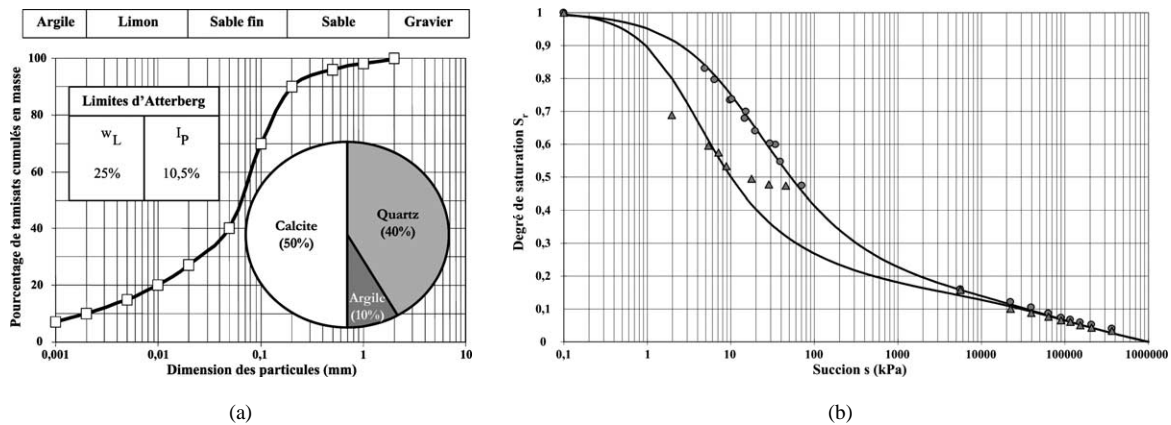 Argile Limon Sable fin Sable Gravier
Pourcentage de tamisats cumulés en masse
100
80
60
40
20
0
Limites d'Atterberg
w_L I_P
25% 10,5%
Calcite
(50%)
Quartz
(40%)
Argile
(10%)
0,001 0,01 0,1 1 10
Dimension des particules (mm)
(a)
Degré de saturation S_r
1
0,9
0,8
0,7
0,6
0,5
0,4
0,3
0,2
0,1
0
0,1 1 10 100 1000 10000 100000 1000000
Succion s (kPa)
(b)